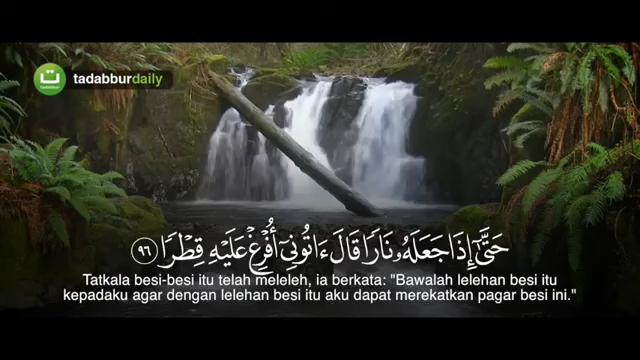 ت
tadabbur
tadabburdaily
حَتَّىٰٓ إِذَا جَعَلَهُۥ نَارًا قَالَ ءَاتُونِىٓ أُفْرِغْ عَلَيْهِ قِطْرًا ٩٦
Tatkala besi-besi itu telah meleleh, ia berkata: "Bawalah lelehan besi itu
kepadaku agar dengan lelehan besi itu aku dapat merekatkan pagar besi ini."